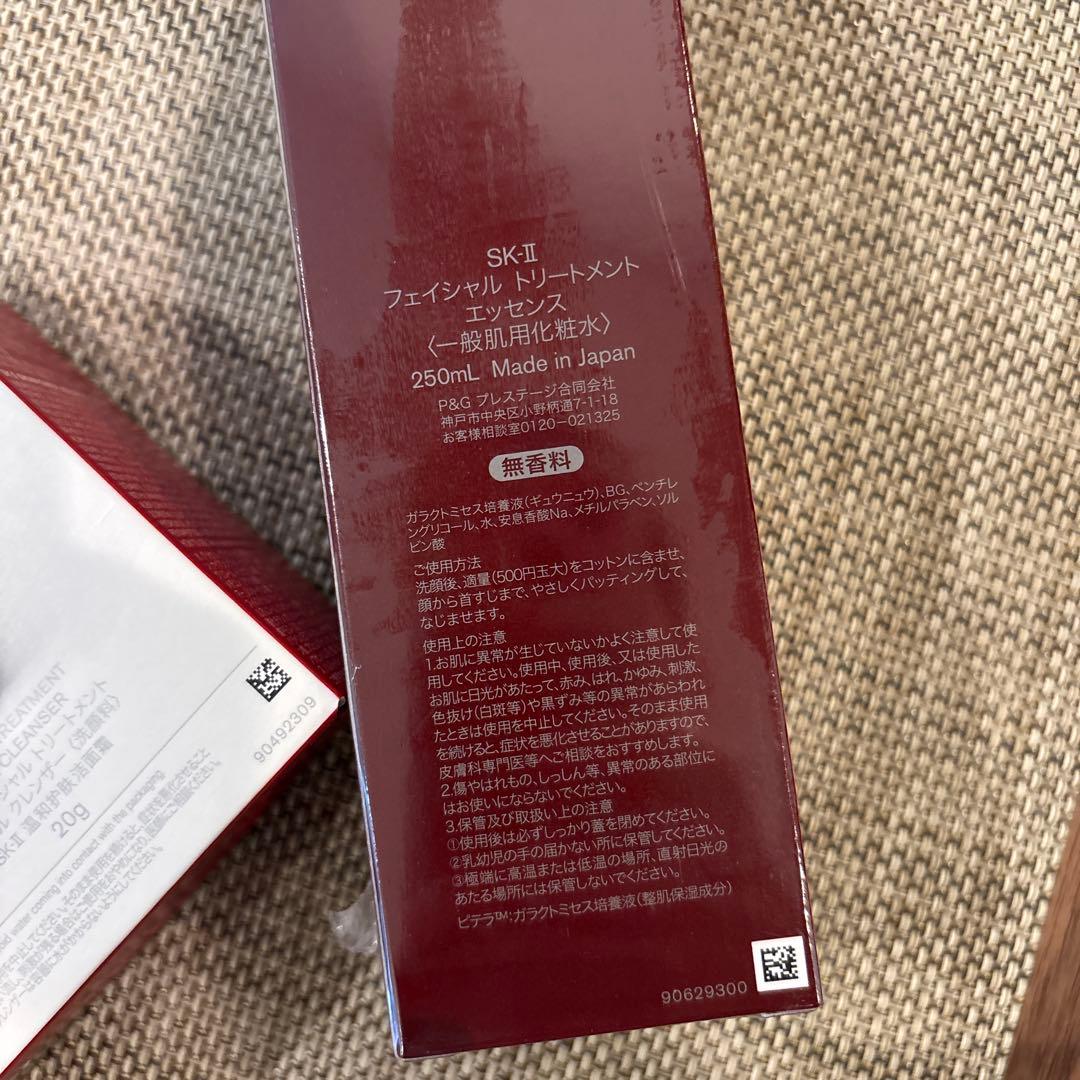 SK-II
フェイシャル トリートメント
エッセンス
〈一般肌用化粧水〉
250mL Made in Japan
P&G プレステージ合同会社
神戸市中央区小野柄通7-1-18
お客様相談室0120-021325
無香料
ガラクトミセス培養液(ギュウニュウ)、BG、ペンチレ
ングリコール、水、安息香酸Na、メチルパラベン、ソル
ビン酸
ご使用方法
洗顔後、適量(500円玉大)をコットンに含ませ、
顔から首すじまで、やさしくパッティングして、
なじませます。
使用上の注意
1.お肌に異常が生じていないかよく注意して使
用してください。使用中、使用後、又は使用した
お肌に日光があたって、赤み、はれ、かゆみ、刺激、
色抜け(白斑等)や黒ずみ等の異常があらわれ
たときは使用を中止してください。そのまま使用
を続けると、症状を悪化させることがありますので、
皮膚科専門医等へご相談をおすすめします。
2.傷やはれもの、しっしん等、異常のある部位に
はお使いにならないでください。
3.保管及び取扱い上の注意
①使用後は必ずしっかり蓋を閉めてください。
②乳幼児の手の届かない所に保管してください。
③極端に高温または低温の場所、直射日光の
あたる場所には保管しないでください。
ピテラ™:ガラクトミセス培養液(整肌保湿成分)
90629300
TREATMENT
CLEANSER
シャル トリートメント
ル クレンザー〈洗顔料〉
SK-II 温和护肤洁面霜
20g
90492309
water coming into contact with the packaging